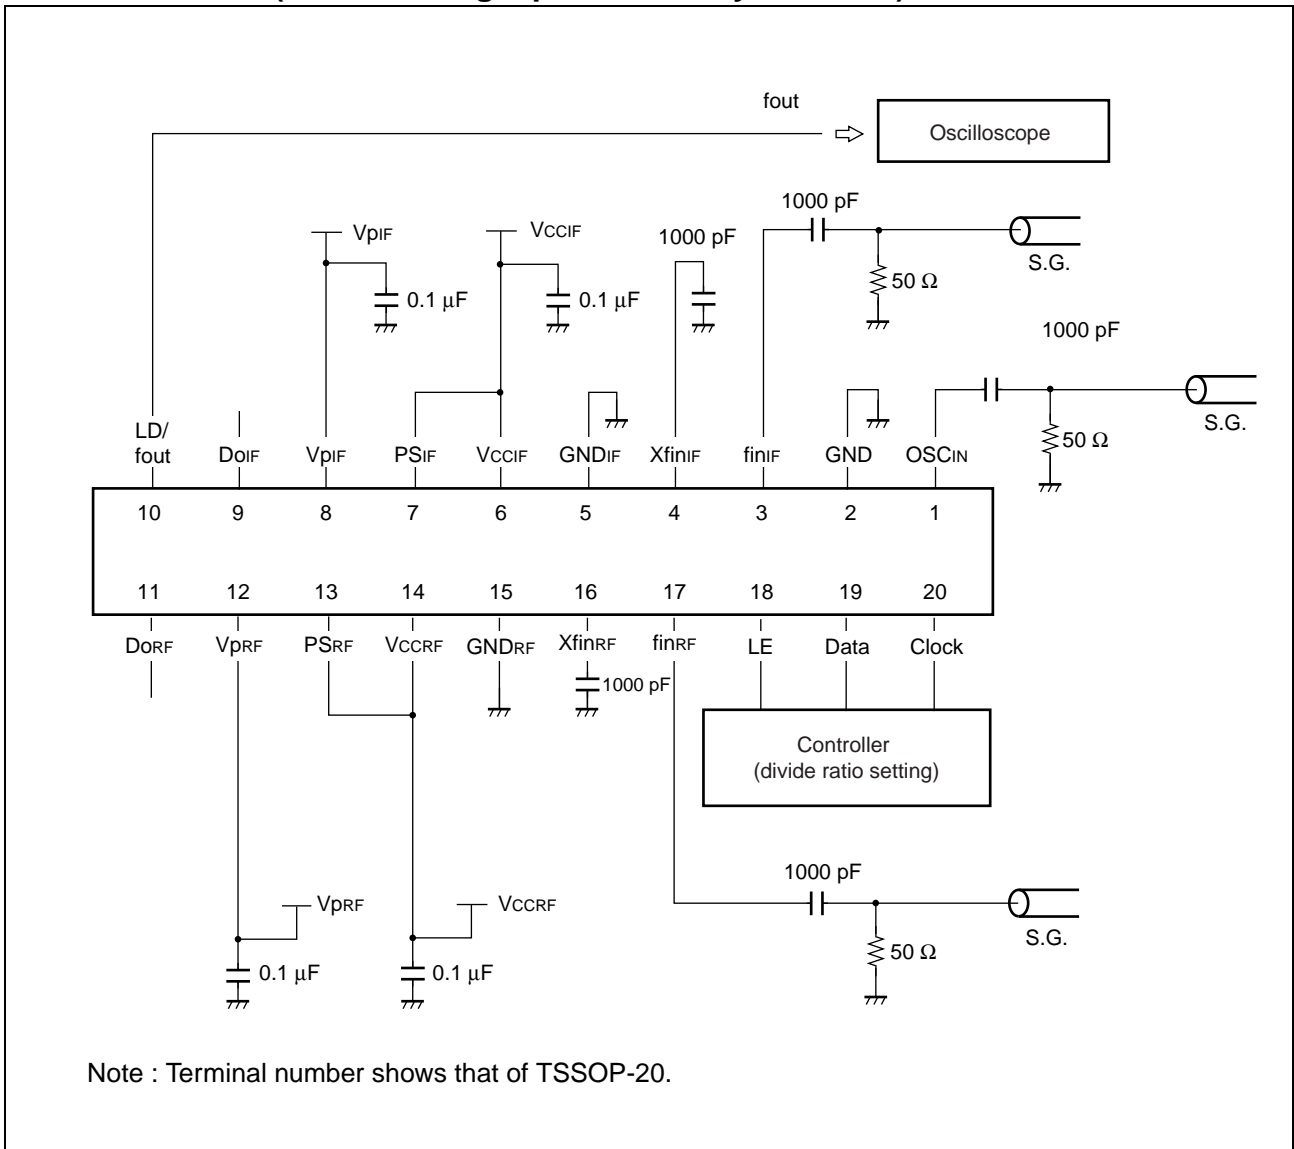 fout
Oscilloscope
1000 pF
VpIF
VCCIF
1000 pF
S.G.
50 Ω
0.1 µF
0.1 µF
1000 pF
S.G.
50 Ω
LD/
fout
DoIF
VpIF
PSIF
VCCIF
GNDIF
XfinIF
finIF
GND
OSCIN
10 9 8 7 6 5 4 3 2 1
11 12 13 14 15 16 17 18 19 20
DoRF
VpRF
PSRF
VCCRF
GNDRF
XfinRF
finRF
LE
Data
Clock
1000 pF
Controller
(divide ratio setting)
1000 pF
VpRF
VCCRF
S.G.
50 Ω
0.1 µF
0.1 µF
Note : Terminal number shows that of TSSOP-20.